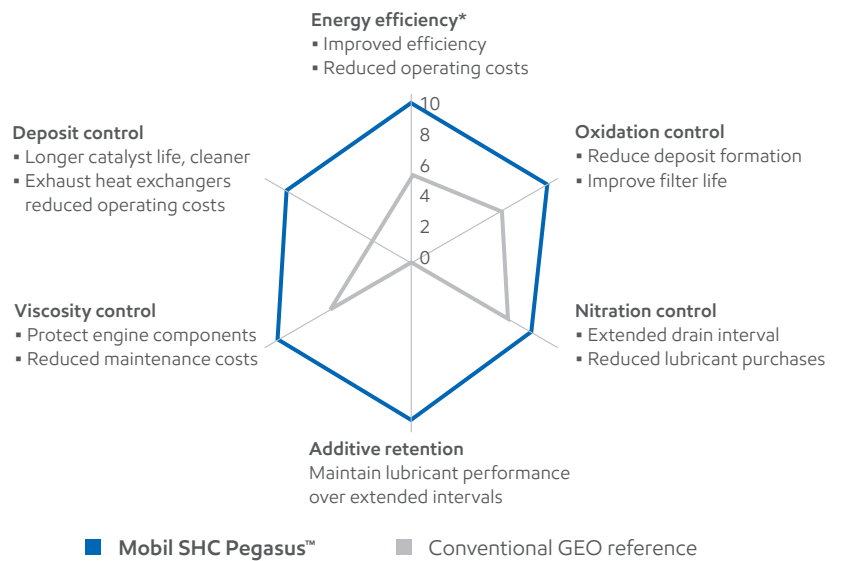 Energy efficiency*
▪ Improved efficiency
▪ Reduced operating costs
Deposit control
▪ Longer catalyst life, cleaner
▪ Exhaust heat exchangers
reduced operating costs
10
8
6
4
2
0
Oxidation control
▪ Reduce deposit formation
▪ Improve filter life
Viscosity control
▪ Protect engine components
▪ Reduced maintenance costs
Nitration control
▪ Extended drain interval
▪ Reduced lubricant purchases
Additive retention
Maintain lubricant performance
over extended intervals
Mobil SHC Pegasus™
Conventional GEO reference